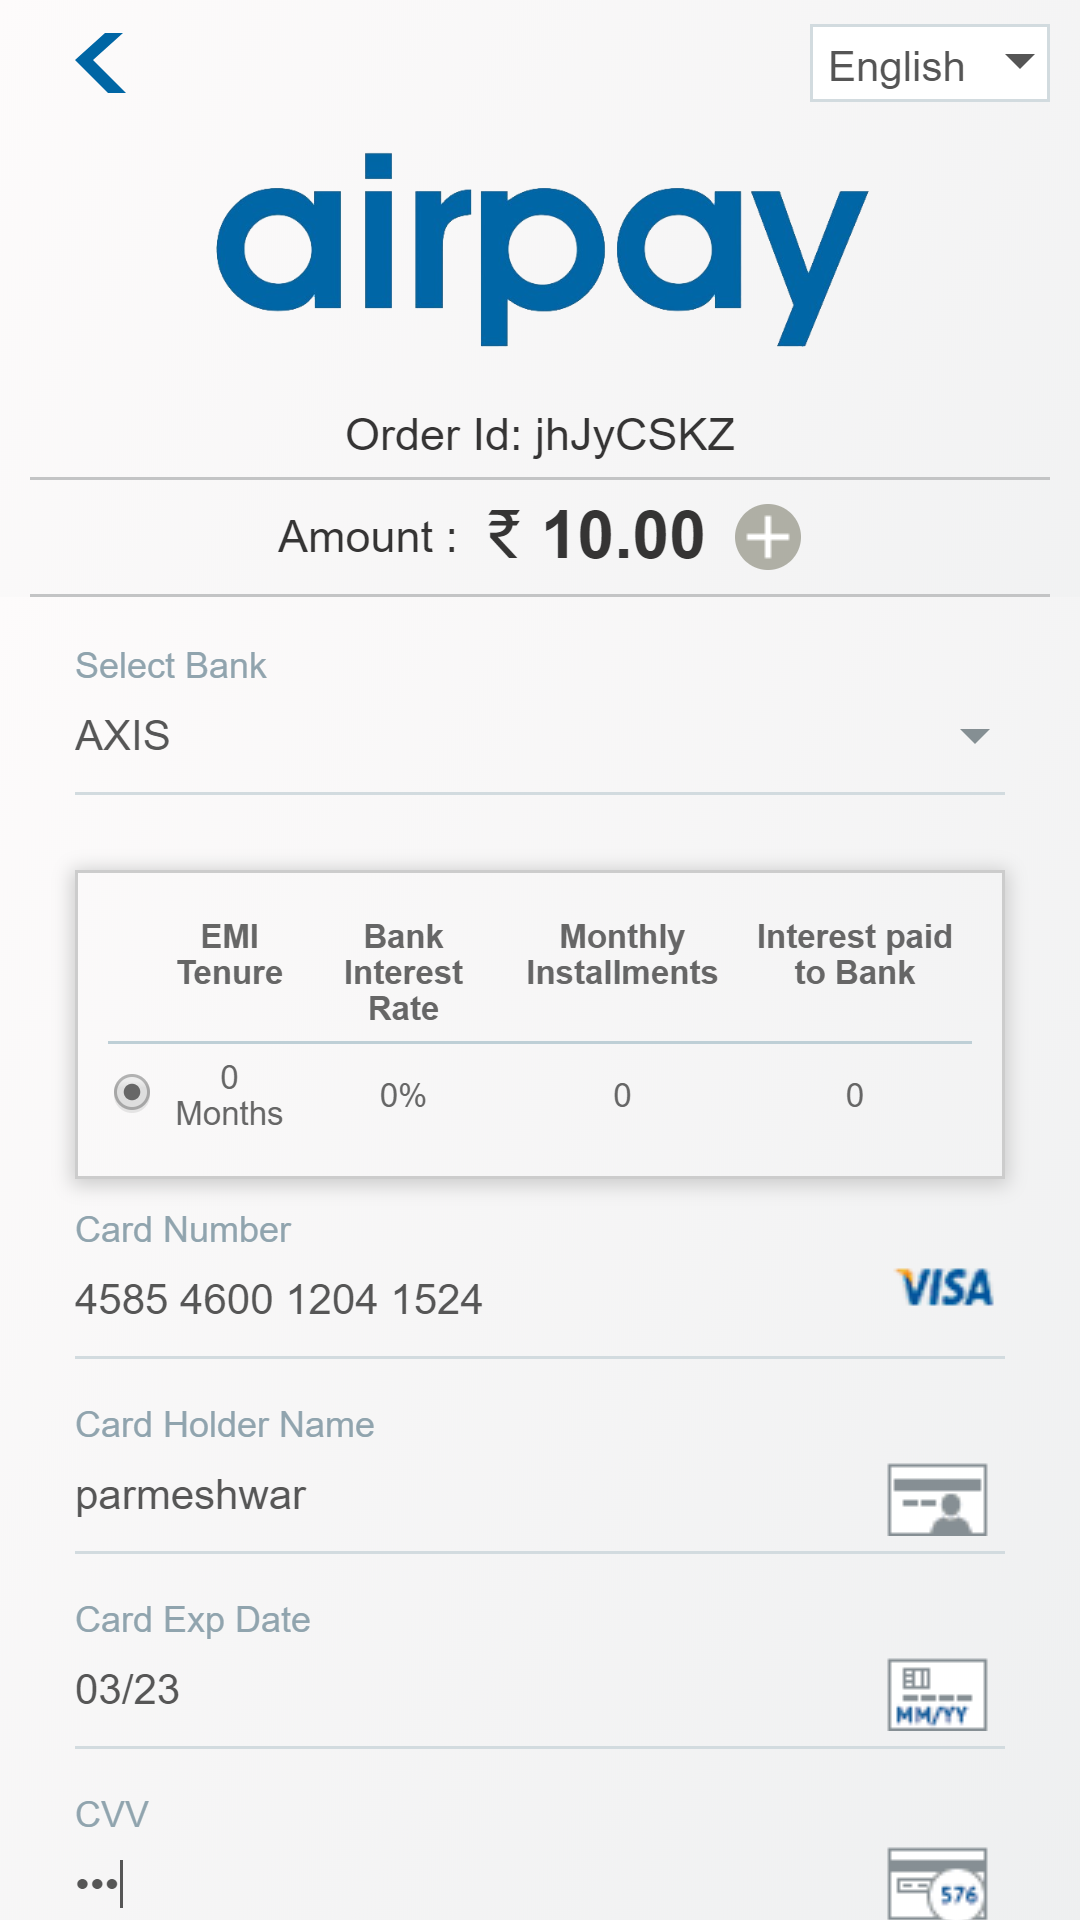 English
airpay
Order Id: jhJyCSKZ
Amount : ₹ 10.00
Select Bank
AXIS
EMI Tenure Bank Interest Rate Monthly Installments Interest paid to Bank
0 Months 0% 0 0
Card Number
4585 4600 1204 1524
VISA
Card Holder Name
parmeshwar
Card Exp Date
03/23
MM/YY
CVV
•••
576